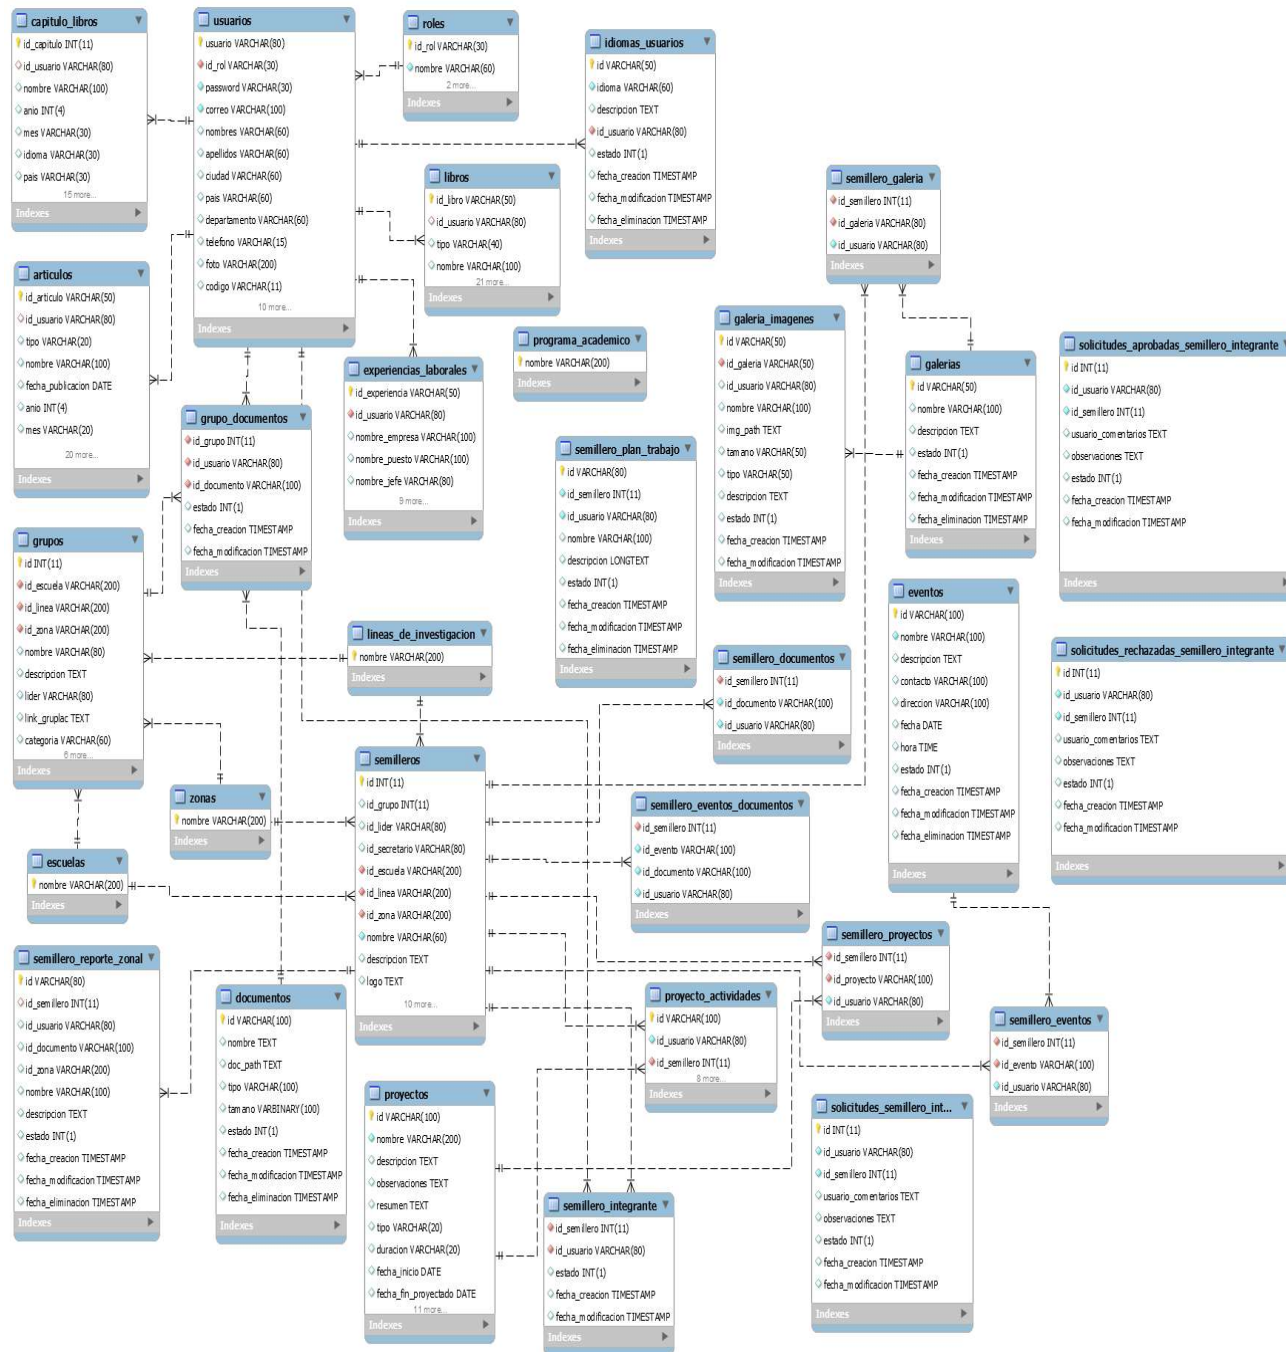 capitulo_libros
id_capitulo INT(11)
id_usuario VARCHAR(80)
nombre VARCHAR(100)
anio INT(4)
mes VARCHAR(30)
idioma VARCHAR(30)
pais VARCHAR(30)
16 more...
Indexes
usuarios
usuario VARCHAR(80)
id_rol VARCHAR(30)
password VARCHAR(30)
correo VARCHAR(100)
nombres VARCHAR(60)
apellidos VARCHAR(60)
ciudad VARCHAR(60)
pais VARCHAR(60)
departamento VARCHAR(60)
telefono VARCHAR(15)
foto VARCHAR(200)
codigo VARCHAR(11)
10 more...
Indexes
roles
id_rol VARCHAR(30)
nombre VARCHAR(60)
2 more...
Indexes
idiomas_usuarios
id VARCHAR(50)
idioma VARCHAR(60)
descripcion TEXT
id_usuario VARCHAR(80)
estado INT(1)
fecha_creacion TIMESTAMP
fecha_modificacion TIMESTAMP
fecha_eliminacion TIMESTAMP
Indexes
libros
id_libro VARCHAR(50)
id_usuario VARCHAR(80)
tipo VARCHAR(40)
nombre VARCHAR(100)
21 more...
Indexes
semillero_galeria
id_semillero INT(11)
id_galeria VARCHAR(80)
id_usuario VARCHAR(80)
Indexes
articulos
id_articulo VARCHAR(50)
id_usuario VARCHAR(80)
tipo VARCHAR(20)
nombre VARCHAR(100)
fecha_publicacion DATE
anio INT(4)
mes VARCHAR(20)
20 more...
Indexes
experiencias_laborales
id_experiencia VARCHAR(50)
id_usuario VARCHAR(80)
nombre_empresa VARCHAR(100)
nombre_puesto VARCHAR(100)
nombre_jefe VARCHAR(80)
9 more...
Indexes
programa_academico
nombre VARCHAR(200)
Indexes
galeria_imagenes
id VARCHAR(50)
id_galeria VARCHAR(50)
id_usuario VARCHAR(80)
nombre VARCHAR(100)
img_path TEXT
tamano VARCHAR(50)
tipo VARCHAR(50)
descripcion TEXT
estado INT(1)
fecha_creacion TIMESTAMP
fecha_modificacion TIMESTAMP
Indexes
galerias
id VARCHAR(50)
nombre VARCHAR(100)
descripcion TEXT
estado INT(1)
fecha_creacion TIMESTAMP
fecha_modificacion TIMESTAMP
fecha_eliminacion TIMESTAMP
Indexes
solicitudes_aprobadas_semillero_integrante
id INT(11)
id_usuario VARCHAR(80)
id_semillero INT(11)
usuario_comentarios TEXT
observaciones TEXT
estado INT(1)
fecha_creacion TIMESTAMP
fecha_modificacion TIMESTAMP
Indexes
grupo_documentos
id_grupo INT(11)
id_usuario VARCHAR(80)
id_documento VARCHAR(100)
estado INT(1)
fecha_creacion TIMESTAMP
fecha_modificacion TIMESTAMP
Indexes
semillero_plan_trabajo
id VARCHAR(80)
id_semillero INT(11)
id_usuario VARCHAR(80)
nombre VARCHAR(100)
descripcion LONGTEXT
estado INT(1)
fecha_creacion TIMESTAMP
fecha_modificacion TIMESTAMP
fecha_eliminacion TIMESTAMP
Indexes
grupos
id INT(11)
id_escuela VARCHAR(200)
id_linea VARCHAR(200)
id_zona VARCHAR(200)
nombre VARCHAR(80)
descripcion TEXT
lider VARCHAR(80)
link_gruplac TEXT
categoria VARCHAR(60)
6 more...
Indexes
lineas_de_investigacion
nombre VARCHAR(200)
Indexes
eventos
id VARCHAR(100)
nombre VARCHAR(100)
descripcion TEXT
contacto VARCHAR(100)
direccion VARCHAR(100)
fecha DATE
hora TIME
estado INT(1)
fecha_creacion TIMESTAMP
fecha_modificacion TIMESTAMP
fecha_eliminacion TIMESTAMP
Indexes
solicitudes_rechazadas_semillero_integrante
id INT(11)
id_usuario VARCHAR(80)
id_semillero INT(11)
usuario_comentarios TEXT
observaciones TEXT
estado INT(1)
fecha_creacion TIMESTAMP
fecha_modificacion TIMESTAMP
Indexes
semillero_documentos
id_semillero INT(11)
id_documento VARCHAR(100)
id_usuario VARCHAR(80)
Indexes
zonas
nombre VARCHAR(200)
Indexes
semilleros
id INT(11)
id_grupo INT(11)
id_lider VARCHAR(80)
id_secretario VARCHAR(80)
id_escuela VARCHAR(200)
id_linea VARCHAR(200)
id_zona VARCHAR(200)
nombre VARCHAR(60)
descripcion TEXT
logo TEXT
10 more...
Indexes
semillero_eventos_documentos
id_semillero INT(11)
id_evento VARCHAR(100)
id_documento VARCHAR(100)
id_usuario VARCHAR(80)
Indexes
escuelas
nombre VARCHAR(200)
Indexes
semillero_proyectos
id_semillero INT(11)
id_proyecto VARCHAR(100)
id_usuario VARCHAR(80)
Indexes
semillero_reporte_zonal
id VARCHAR(80)
id_semillero INT(11)
id_usuario VARCHAR(80)
id_documento VARCHAR(100)
id_zona VARCHAR(200)
nombre VARCHAR(100)
descripcion TEXT
estado INT(1)
fecha_creacion TIMESTAMP
fecha_modificacion TIMESTAMP
fecha_eliminacion TIMESTAMP
Indexes
documentos
id VARCHAR(100)
nombre TEXT
doc_path TEXT
tipo VARCHAR(100)
tamano VARBINARY(100)
estado INT(1)
fecha_creacion TIMESTAMP
fecha_modificacion TIMESTAMP
fecha_eliminacion TIMESTAMP
Indexes
proyecto_actividades
id VARCHAR(100)
id_usuario VARCHAR(80)
id_semillero INT(11)
8 more...
Indexes
semillero_eventos
id_semillero INT(11)
id_evento VARCHAR(100)
id_usuario VARCHAR(80)
Indexes
proyectos
id VARCHAR(100)
nombre VARCHAR(200)
descripcion TEXT
observaciones TEXT
resumen TEXT
tipo VARCHAR(20)
duracion VARCHAR(20)
fecha_inicio DATE
fecha_fin_proyectado DATE
11 more...
Indexes
solicitudes_semillero_int...
id INT(11)
id_usuario VARCHAR(80)
id_semillero INT(11)
usuario_comentarios TEXT
observaciones TEXT
estado INT(1)
fecha_creacion TIMESTAMP
fecha_modificacion TIMESTAMP
Indexes
semillero_integrante
id_semillero INT(11)
id_usuario VARCHAR(80)
estado INT(1)
fecha_creacion TIMESTAMP
fecha_modificacion TIMESTAMP
Indexes